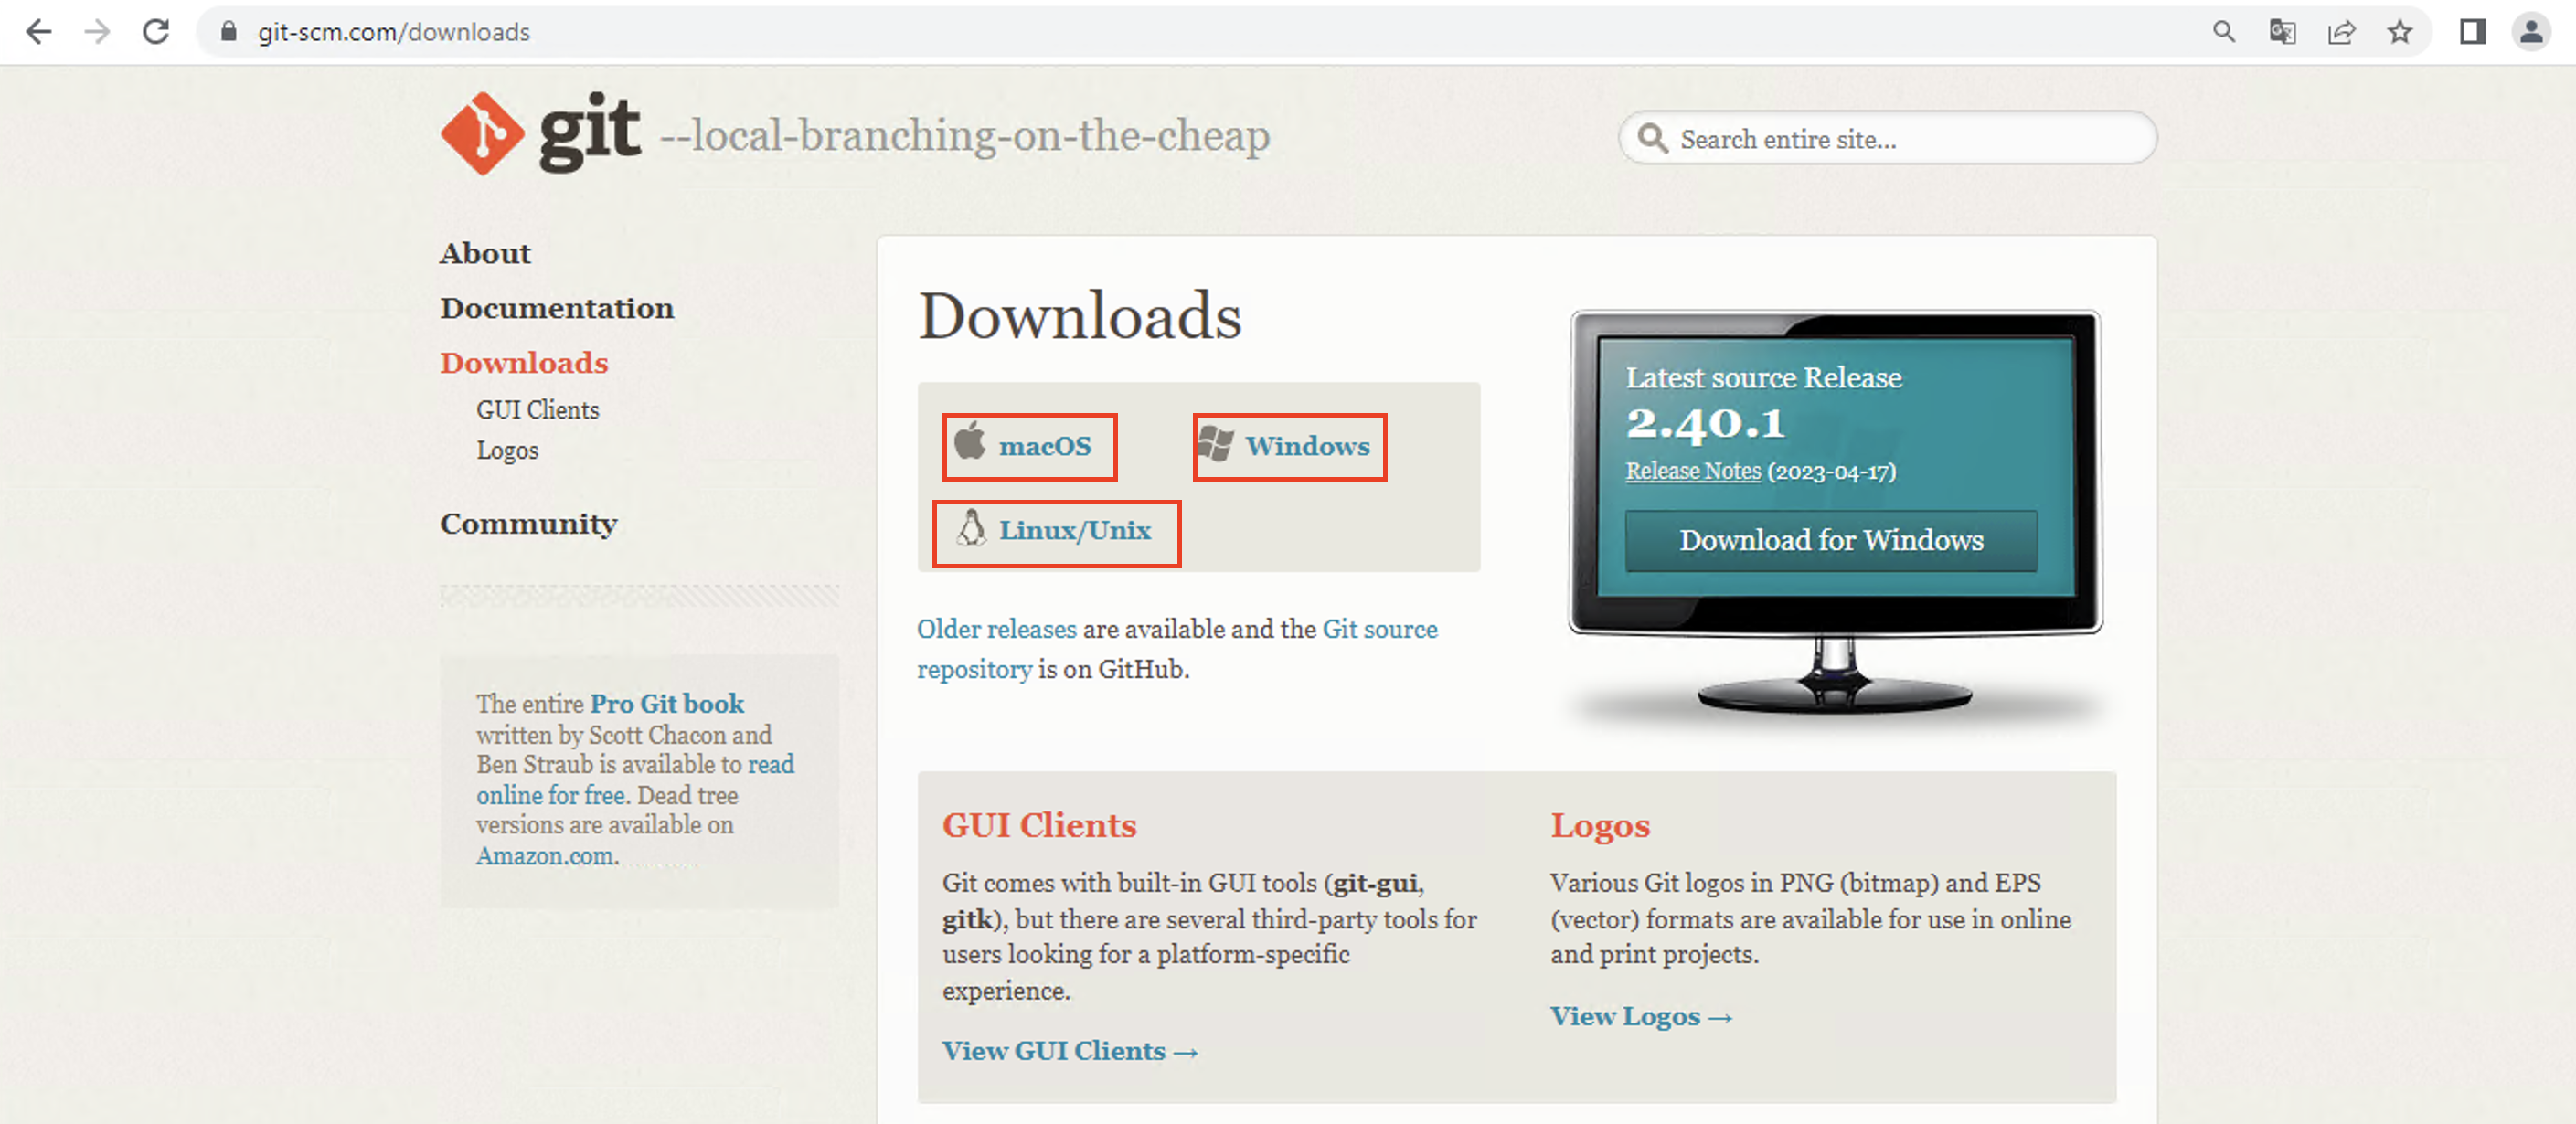 git-scm.com/downloads
git --local-branching-on-the-cheap
Search entire site...
About
Documentation
Downloads
GUI Clients
Logos
Community
The entire Pro Git book
written by Scott Chacon and
Ben Straub is available to read
online for free. Dead tree
versions are available on
Amazon.com.
Downloads
macOS
Windows
Linux/Unix
Older releases are available and the Git source
repository is on GitHub.
Latest source Release
2.40.1
Release Notes (2023-04-17)
Download for Windows
GUI Clients
Git comes with built-in GUI tools (git-gui,
gitk), but there are several third-party tools for
users looking for a platform-specific
experience.
View GUI Clients →
Logos
Various Git logos in PNG (bitmap) and EPS
(vector) formats are available for use in online
and print projects.
View Logos →